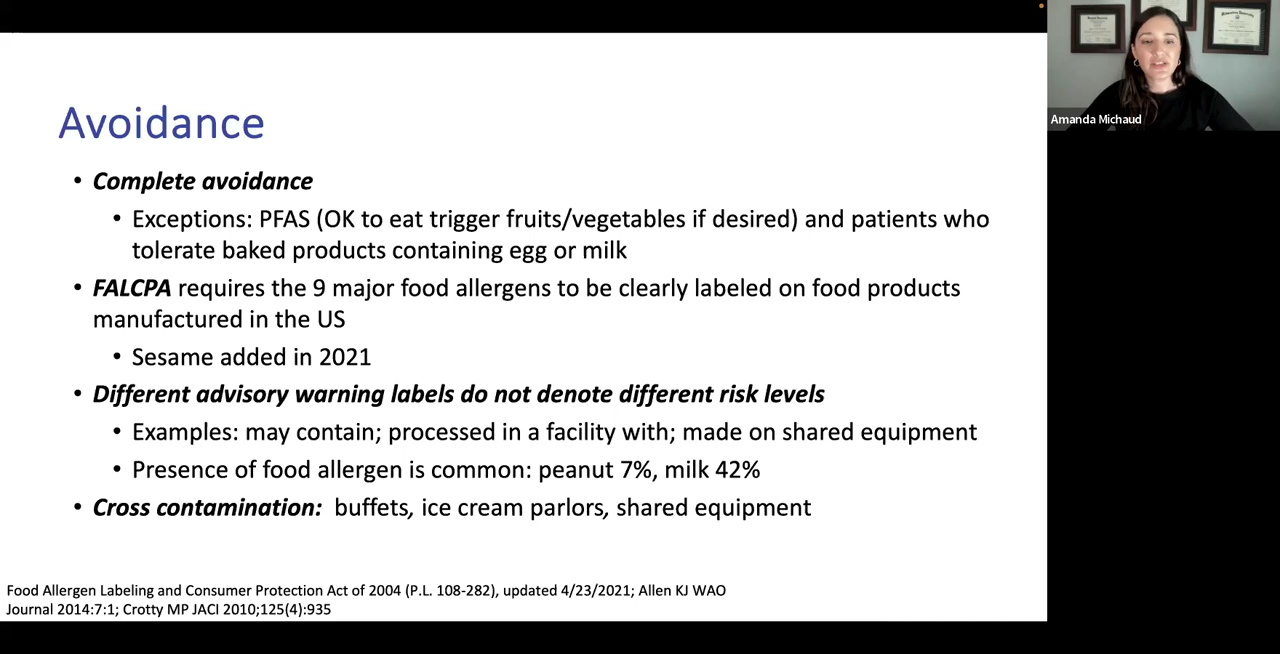 Avoidance
• Complete avoidance
• Exceptions: PFAS (OK to eat trigger fruits/vegetables if desired) and patients who
tolerate baked products containing egg or milk
• FALCPA requires the 9 major food allergens to be clearly labeled on food products
manufactured in the US
• Sesame added in 2021
• Different advisory warning labels do not denote different risk levels
• Examples: may contain; processed in a facility with; made on shared equipment
• Presence of food allergen is common: peanut 7%, milk 42%
• Cross contamination: buffets, ice cream parlors, shared equipment
Food Allergen Labeling and Consumer Protection Act of 2004 (P.L. 108-282), updated 4/23/2021; Allen KJ WAO
Journal 2014:7:1; Crotty MP JACI 2010;125(4):935
Amanda Michaud